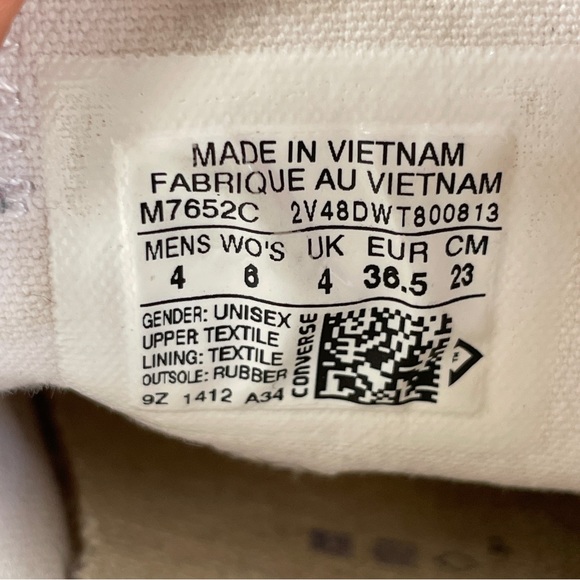 MADE IN VIETNAM
FABRIQUE AU VIETNAM
M7652C 2V48DWT800813
MENS WO'S UK EUR CM
4 6 4 36.5 23
GENDER: UNISEX
UPPER TEXTILE
LINING: TEXTILE
OUTSOLE: RUBBER
9Z 1412 A34
CONVERSE
TM